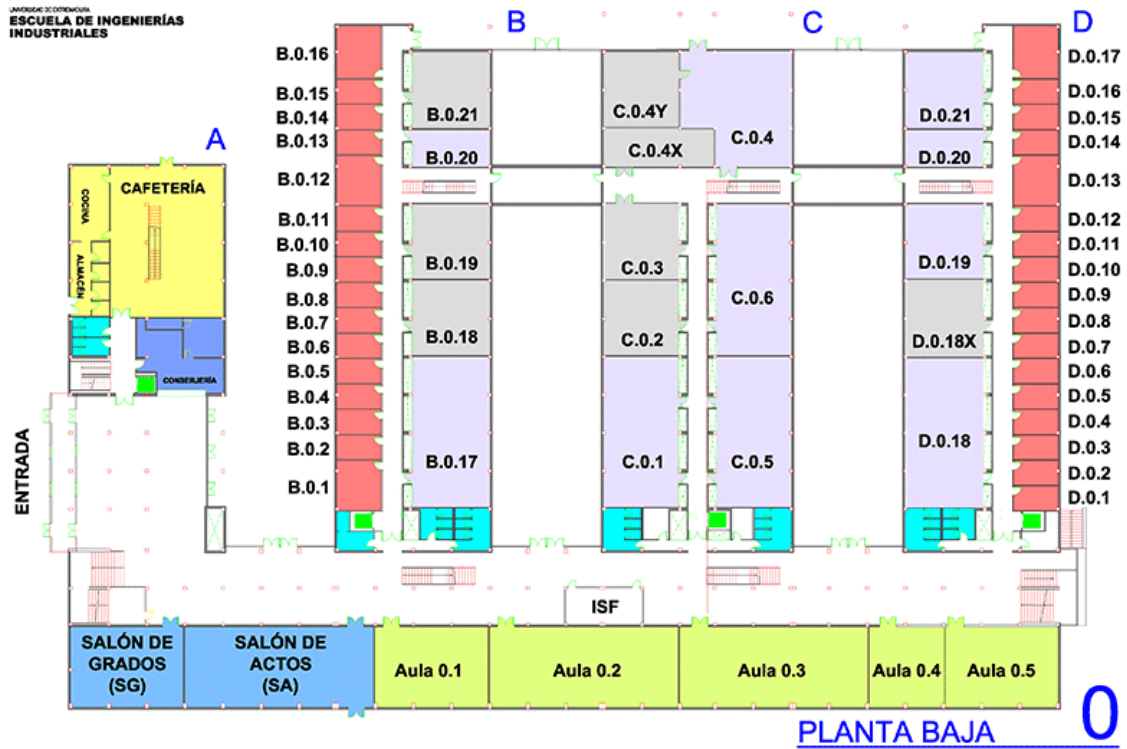 UNIVERSIDAD DE EXTREMADURA
ESCUELA DE INGENIERÍAS
INDUSTRIALES
A
B
C
D
0
CAFETERÍA
COCINA
ALMACÉN
CONSERJERÍA
ENTRADA
B.0.16
B.0.15
B.0.14
B.0.13
B.0.12
B.0.11
B.0.10
B.0.9
B.0.8
B.0.7
B.0.6
B.0.5
B.0.4
B.0.3
B.0.2
B.0.1
B.0.21
B.0.20
B.0.19
B.0.18
B.0.17
C.0.4Y
C.0.4X
C.0.4
C.0.3
C.0.2
C.0.1
C.0.6
C.0.5
D.0.21
D.0.20
D.0.19
D.0.18X
D.0.18
D.0.17
D.0.16
D.0.15
D.0.14
D.0.13
D.0.12
D.0.11
D.0.10
D.0.9
D.0.8
D.0.7
D.0.6
D.0.5
D.0.4
D.0.3
D.0.2
D.0.1
ISF
SALÓN DE
GRADOS
(SG)
SALÓN DE
ACTOS
(SA)
Aula 0.1
Aula 0.2
Aula 0.3
Aula 0.4
Aula 0.5
PLANTA BAJA
0